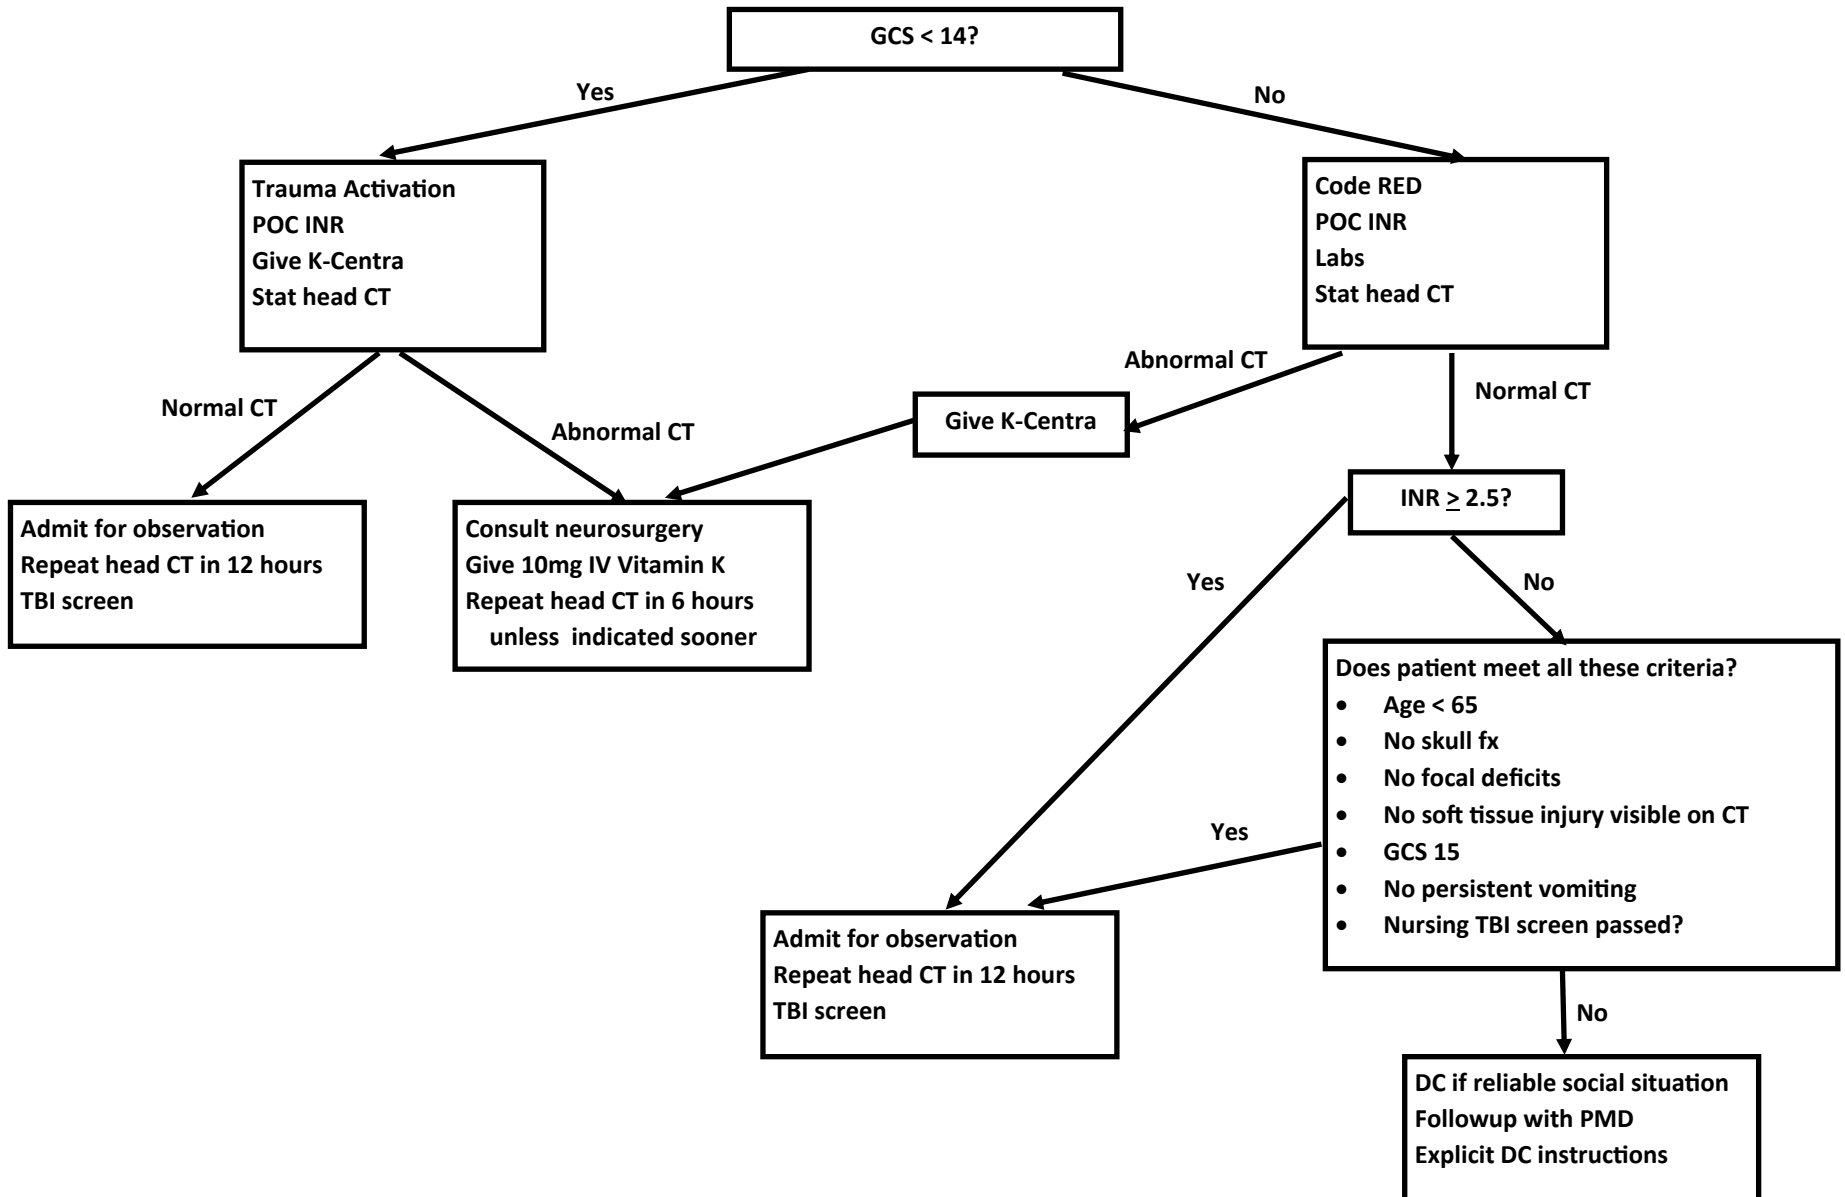 GCS < 14?
Yes
No
Trauma Activation
POC INR
Give K-Centra
Stat head CT
Code RED
POC INR
Labs
Stat head CT
Normal CT
Abnormal CT
Abnormal CT
Normal CT
Give K-Centra
INR ≥ 2.5?
Admit for observation
Repeat head CT in 12 hours
TBI screen
Consult neurosurgery
Give 10mg IV Vitamin K
Repeat head CT in 6 hours
unless indicated sooner
Yes
No
Does patient meet all these criteria?
• Age < 65
• No skull fx
• No focal deficits
• No soft tissue injury visible on CT
• GCS 15
• No persistent vomiting
• Nursing TBI screen passed?
Yes
Admit for observation
Repeat head CT in 12 hours
TBI screen
No
DC if reliable social situation
Followup with PMD
Explicit DC instructions